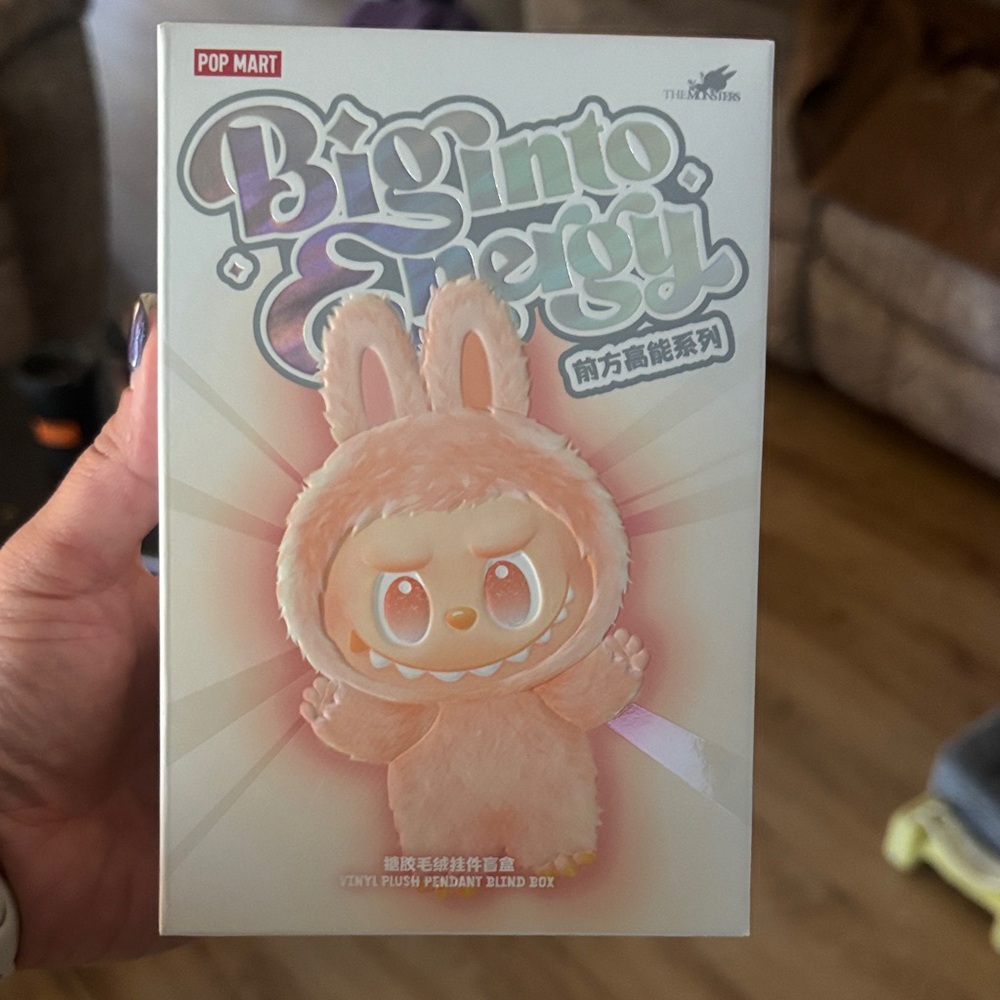 POP MART
THE MONSTERS
Big into
Energy
前方高能系列
搪胶毛绒挂件盲盒
VINYL PLUSH PENDANT BLIND BOX